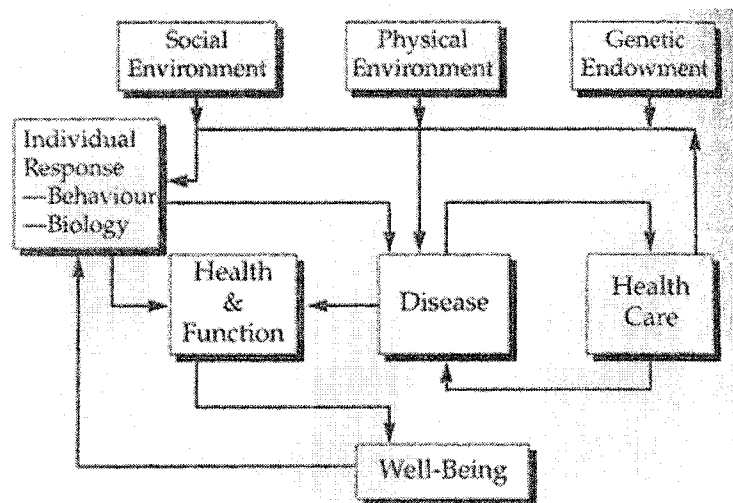 Social
Environment
Physical
Environment
Genetic
Endowment
Individual
Response
—Behaviour
—Biology
Health
&
Function
Disease
Health
Care
Well-Being